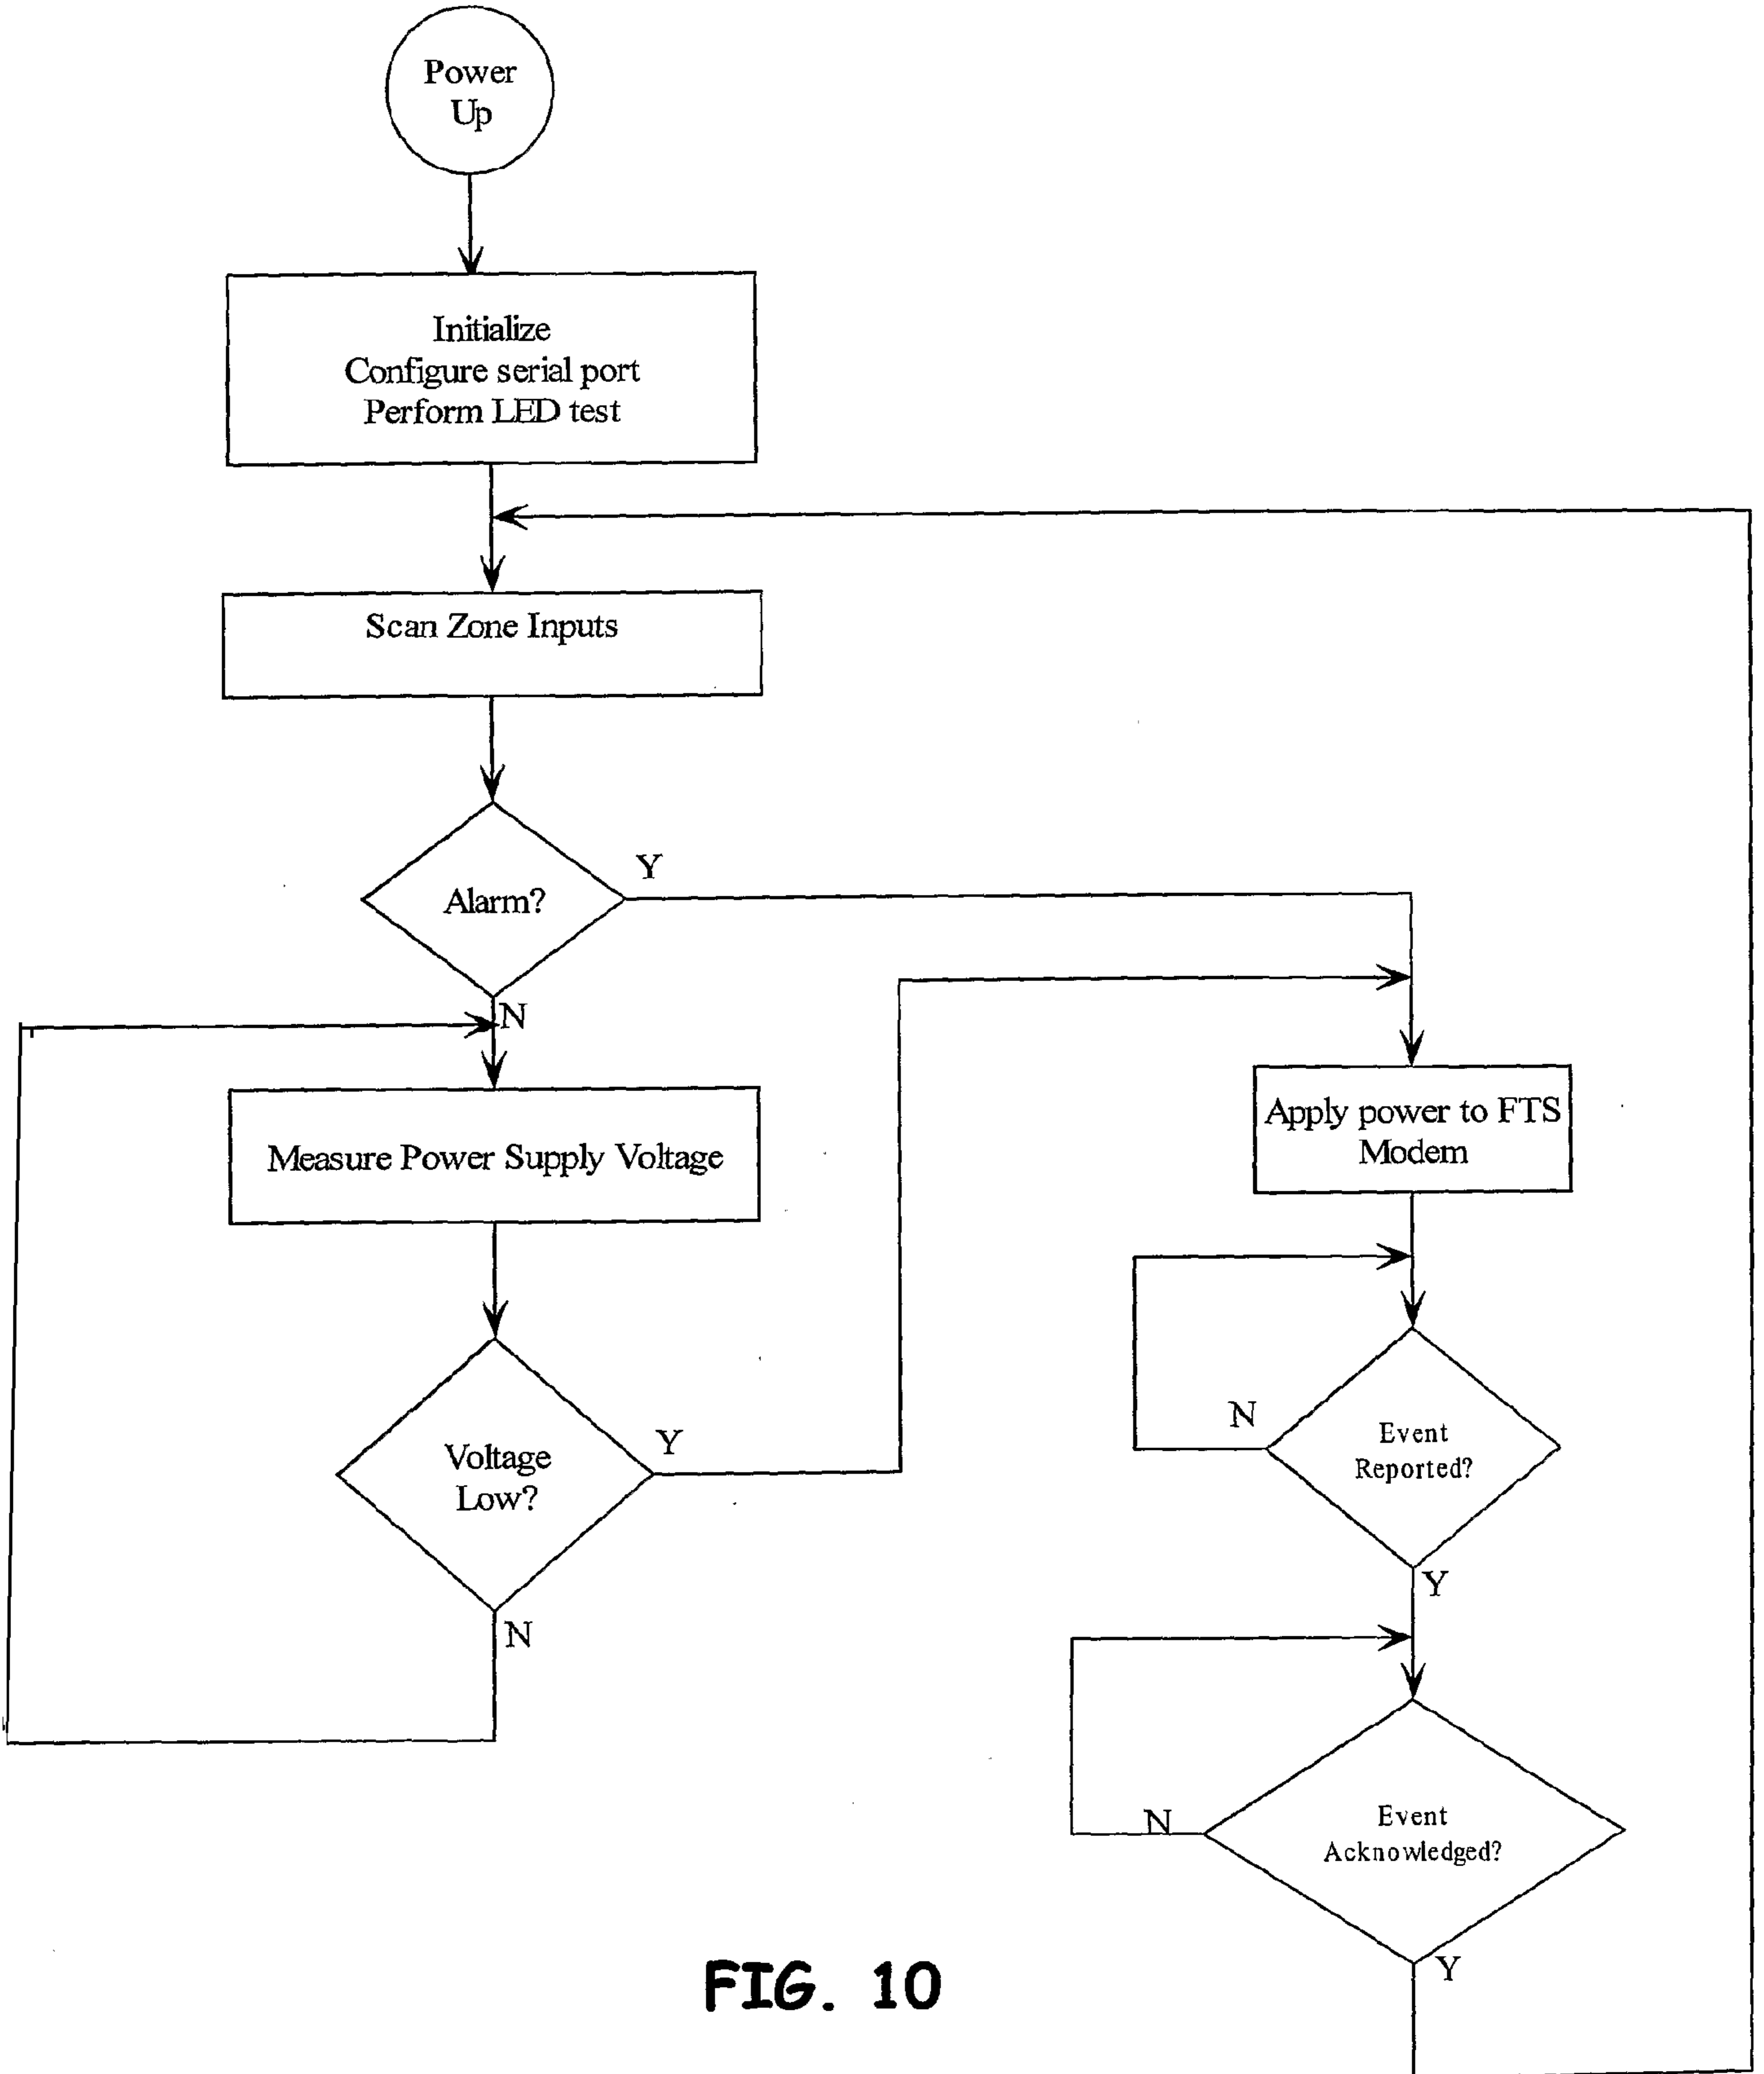 Power
Up
Initialize
Configure serial port
Perform LED test
Scan Zone Inputs
Alarm?
Y
N
Measure Power Supply Voltage
Voltage
Low?
Y
N
Apply power to FTS
Modem
Event
Reported?
N
Y
Event
Acknowledged?
N
Y
FIG. 10